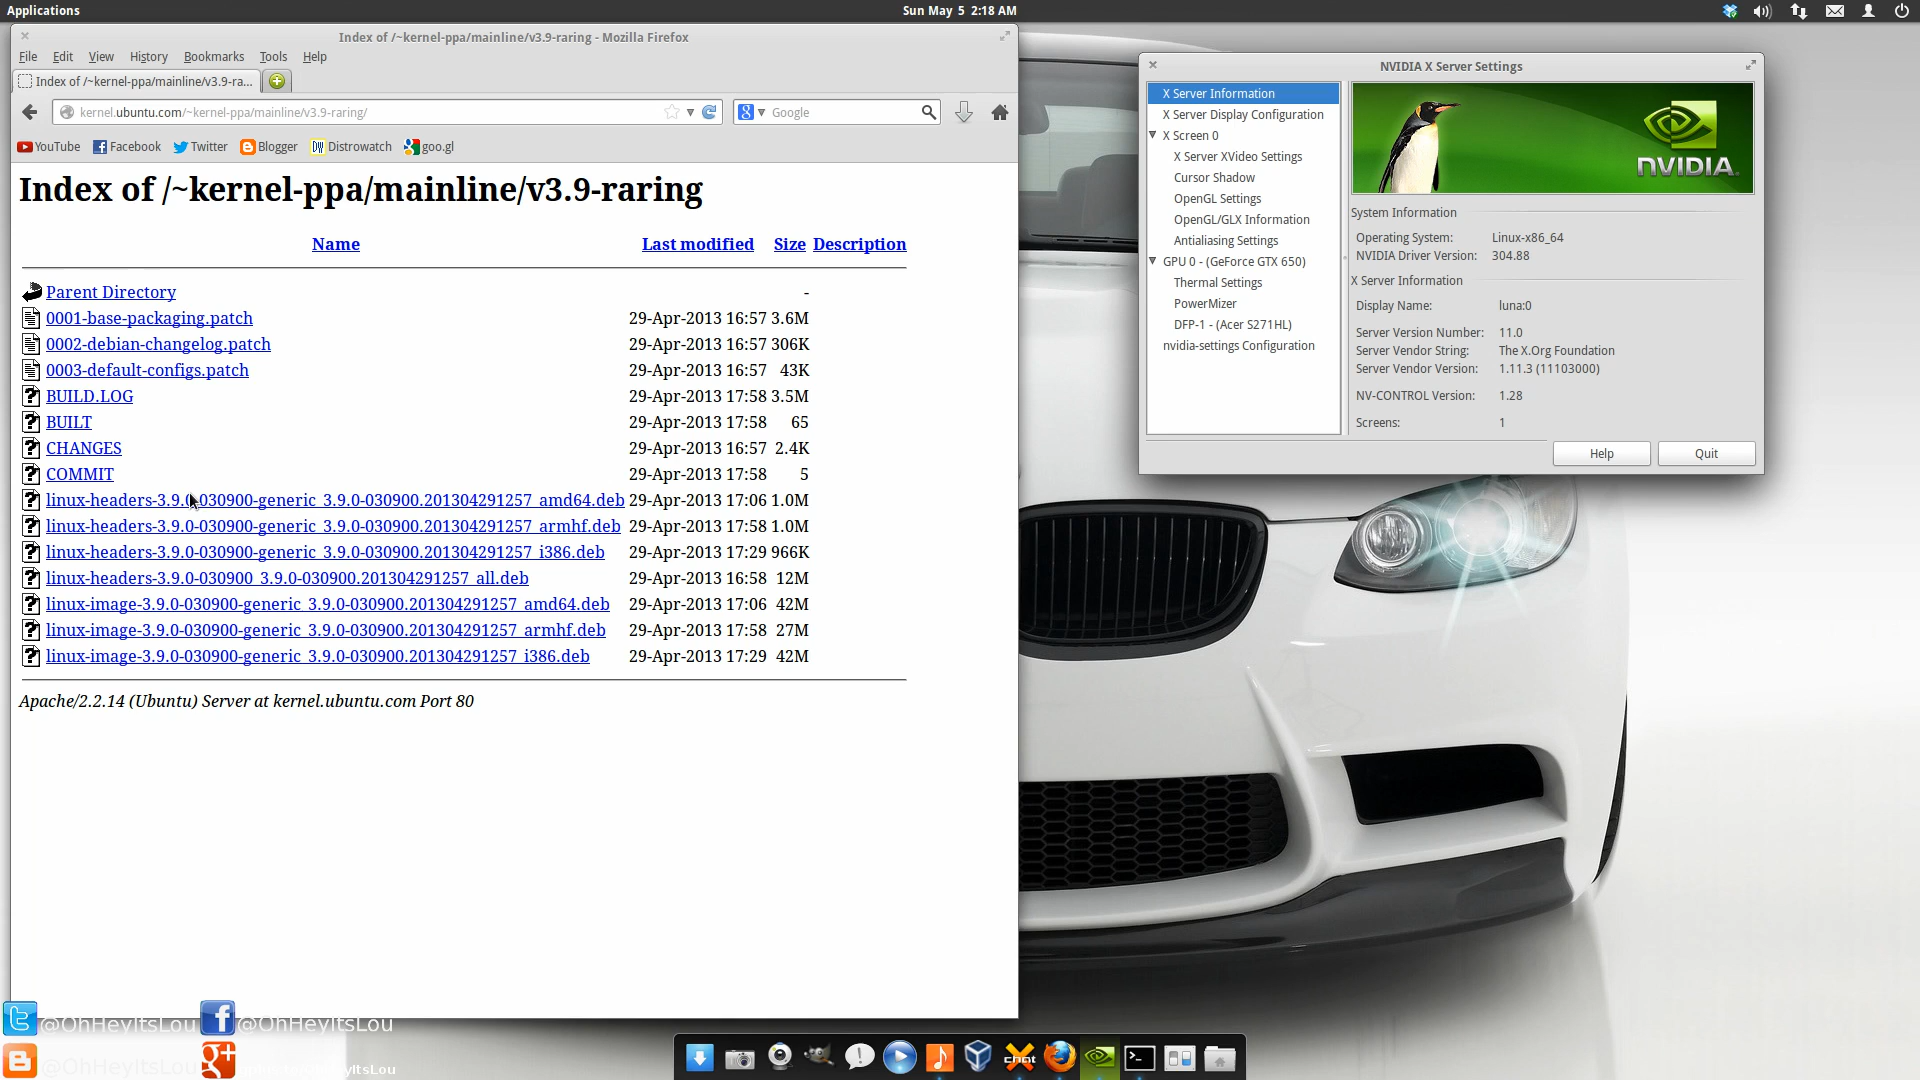 Applications
Sun May 5 2:18 AM
Index of /~kernel-ppa/mainline/v3.9-raring - Mozilla Firefox
File Edit View History Bookmarks Tools Help
Index of /~kernel-ppa/mainline/v3.9-ra...
kernel.ubuntu.com/~kernel-ppa/mainline/v3.9-raring/
Google
YouTube Facebook Twitter Blogger Distrowatch goo.gl
Index of /~kernel-ppa/mainline/v3.9-raring
Name Last modified Size Description
Parent Directory -
0001-base-packaging.patch 29-Apr-2013 16:57 3.6M
0002-debian-changelog.patch 29-Apr-2013 16:57 306K
0003-default-configs.patch 29-Apr-2013 16:57 43K
BUILD.LOG 29-Apr-2013 17:58 3.5M
BUILT 29-Apr-2013 17:58 65
CHANGES 29-Apr-2013 16:57 2.4K
COMMIT 29-Apr-2013 17:58 5
linux-headers-3.9.0-030900-generic_3.9.0-030900.201304291257_amd64.deb 29-Apr-2013 17:06 1.0M
linux-headers-3.9.0-030900-generic_3.9.0-030900.201304291257_armhf.deb 29-Apr-2013 17:58 1.0M
linux-headers-3.9.0-030900-generic_3.9.0-030900.201304291257_i386.deb 29-Apr-2013 17:29 966K
linux-headers-3.9.0-030900_3.9.0-030900.201304291257_all.deb 29-Apr-2013 16:58 12M
linux-image-3.9.0-030900-generic_3.9.0-030900.201304291257_amd64.deb 29-Apr-2013 17:06 42M
linux-image-3.9.0-030900-generic_3.9.0-030900.201304291257_armhf.deb 29-Apr-2013 17:58 27M
linux-image-3.9.0-030900-generic_3.9.0-030900.201304291257_i386.deb 29-Apr-2013 17:29 42M
Apache/2.2.14 (Ubuntu) Server at kernel.ubuntu.com Port 80
NVIDIA X Server Settings
X Server Information
X Server Display Configuration
X Screen 0
X Server XVideo Settings
Cursor Shadow
OpenGL Settings
OpenGL/GLX Information
Antialiasing Settings
GPU 0 - (GeForce GTX 650)
Thermal Settings
PowerMizer
DFP-1 - (Acer S271HL)
nvidia-settings Configuration
NVIDIA.
System Information
Operating System: Linux-x86_64
NVIDIA Driver Version: 304.88
X Server Information
Display Name: luna:0
Server Version Number: 11.0
Server Vendor String: The X.Org Foundation
Server Vendor Version: 1.11.3 (11103000)
NV-CONTROL Version: 1.28
Screens: 1
Help Quit
@OhHeyItsLou @OhHeyItsLou
@OhHeyItsLou